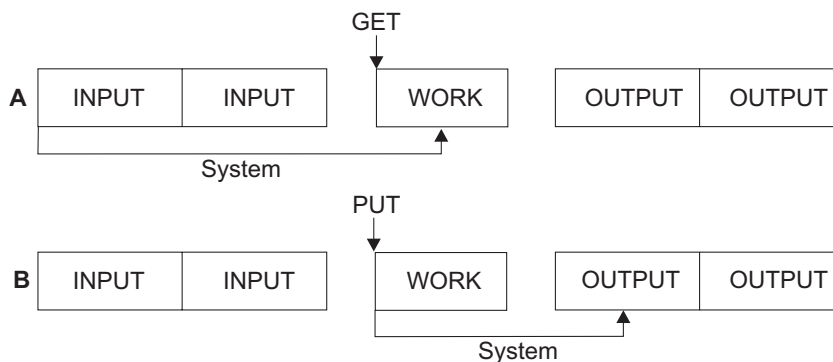 GET
A INPUT INPUT WORK OUTPUT OUTPUT
System
PUT
B INPUT INPUT WORK OUTPUT OUTPUT
System